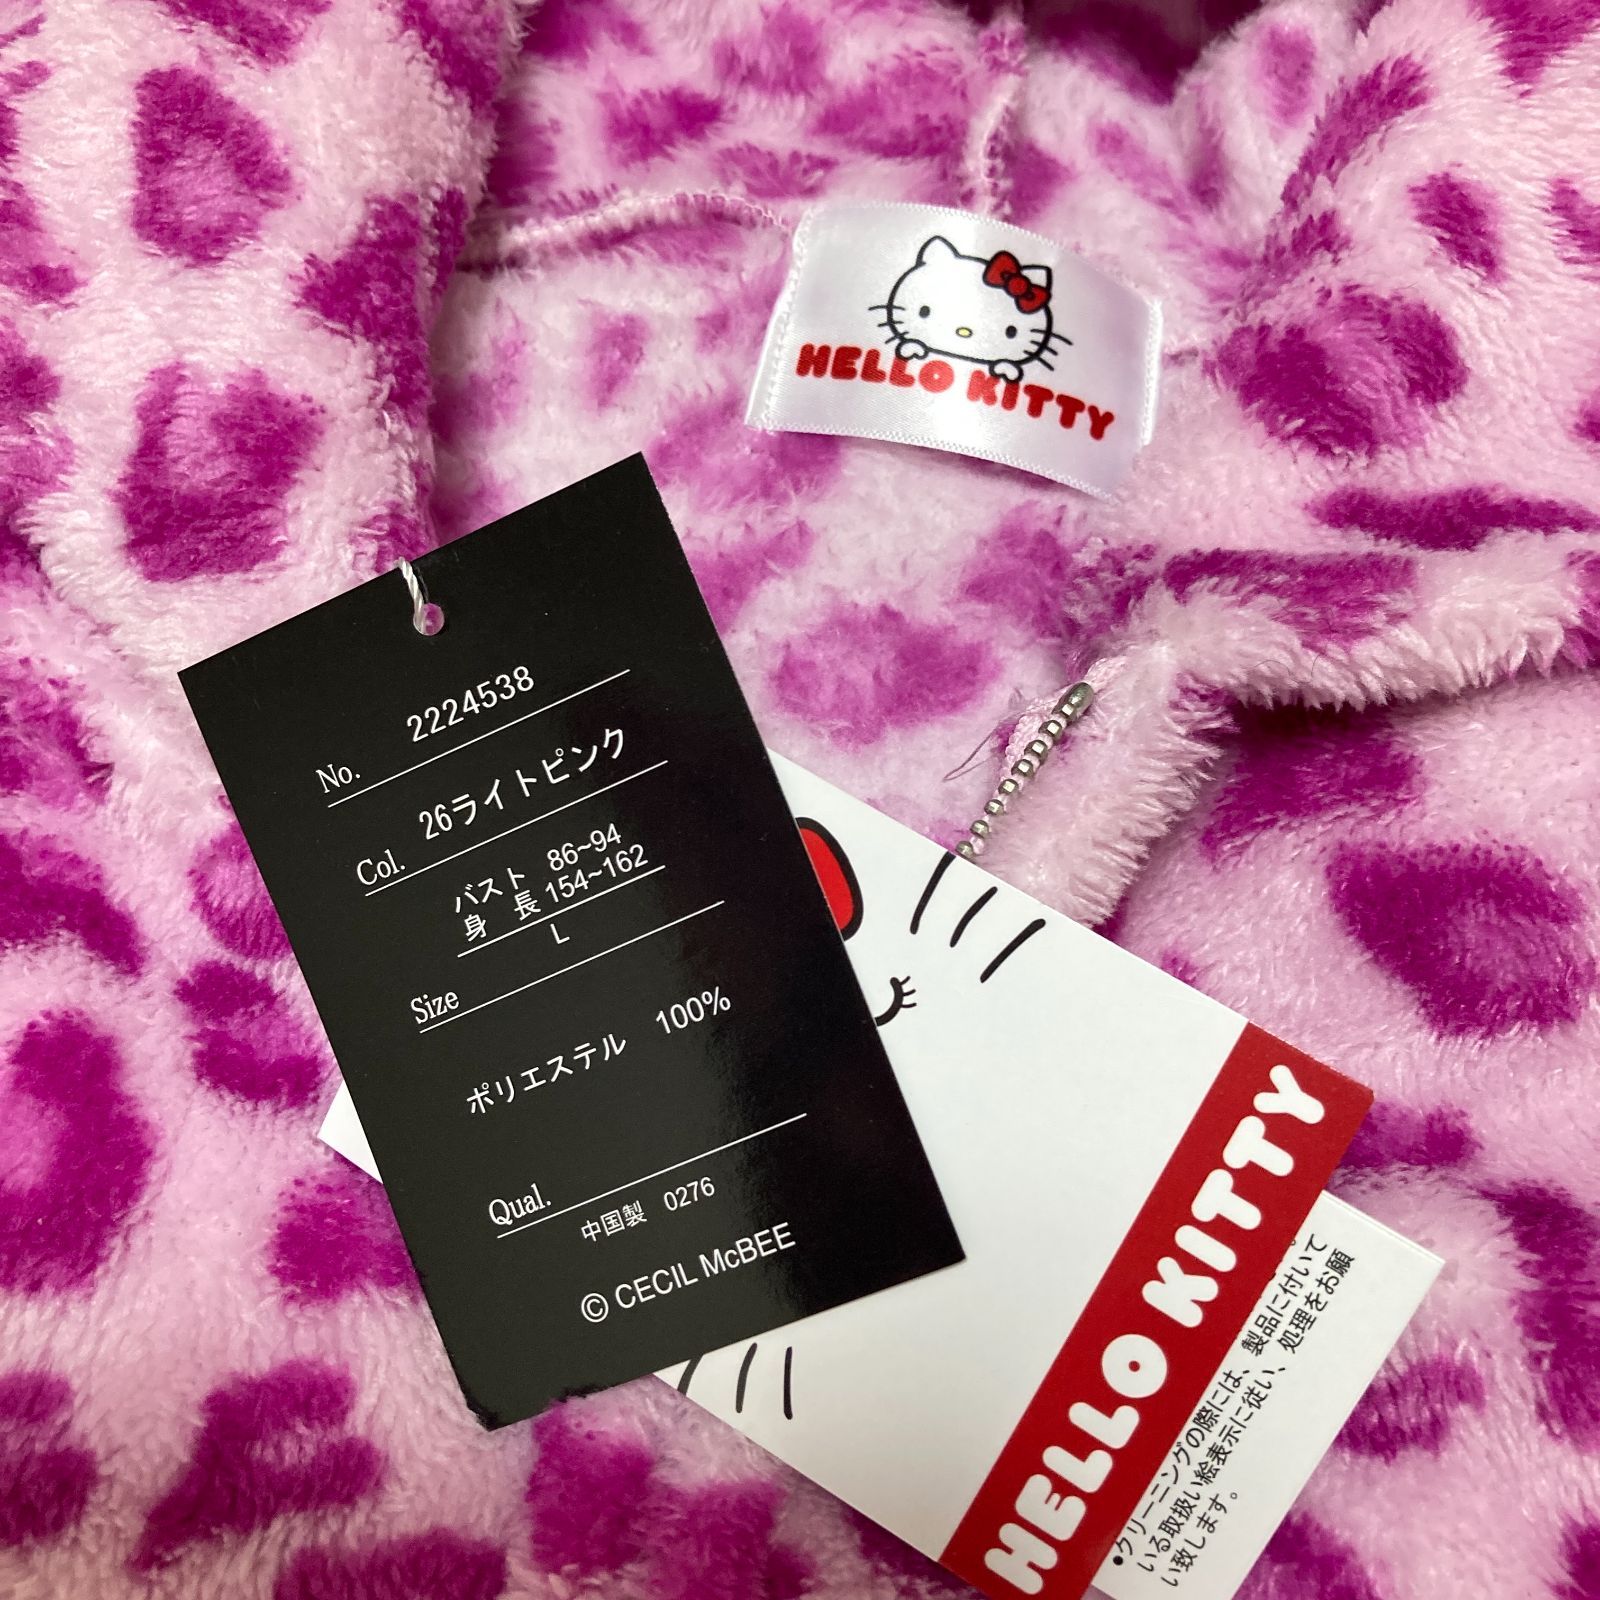 HELLO KITTY
No. 2224538
Col. 26ライトピンク
バスト 86~94
身 長 154~162
L
Size
ポリエステル 100%
Qual.
中国製 0276
© CECIL McBEE
HELLO KITTY
•クリーニングの際には、製品に付いて
いる取扱い絵表示に従い、処理をお願
い致します。